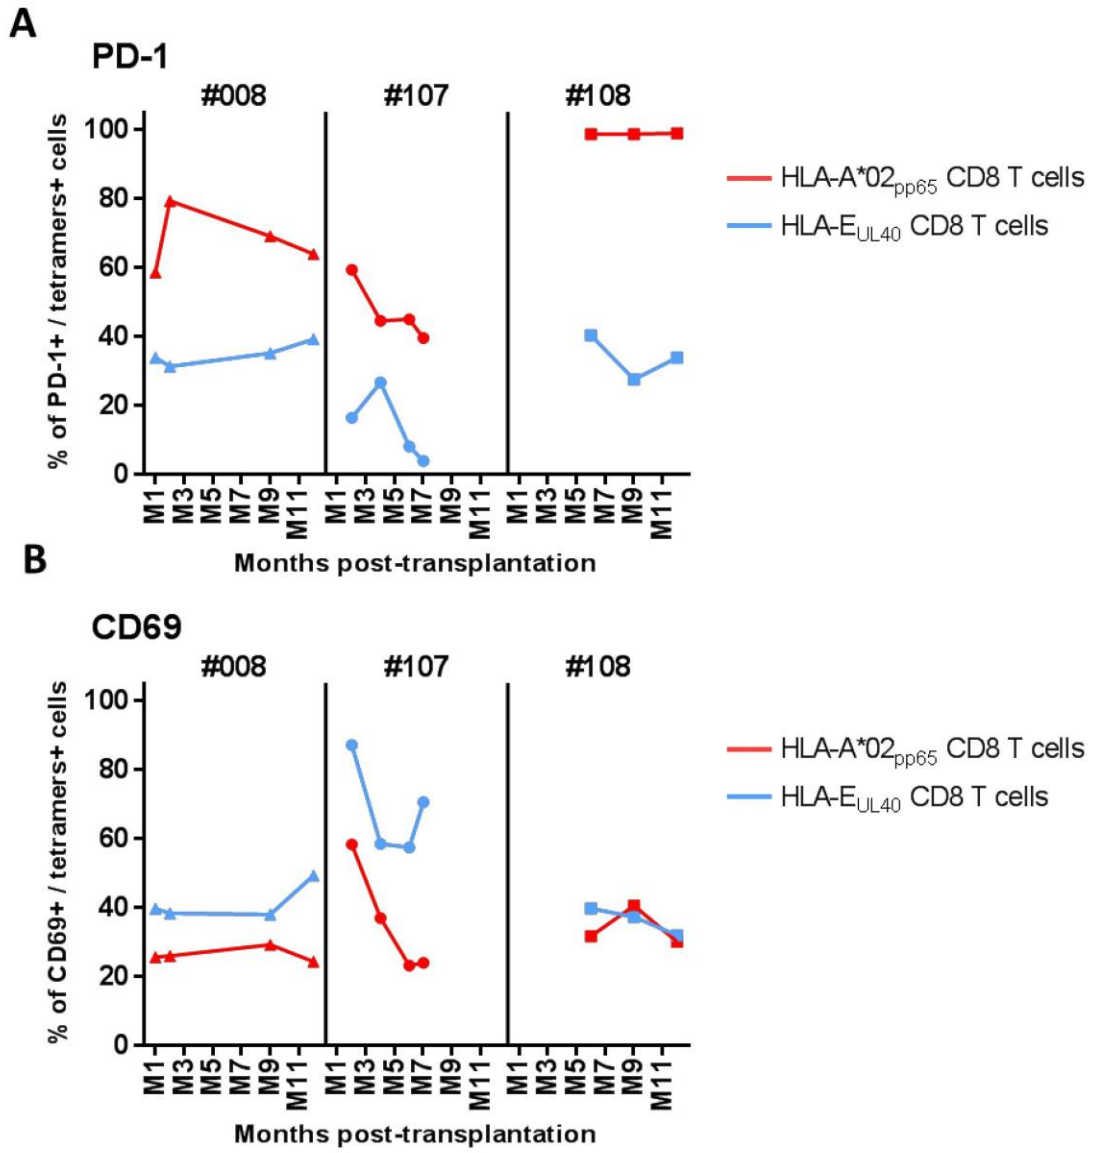 A
PD-1
#008 #107 #108
% of PD-1+ / tetramers+ cells
100
80
60
40
20
0
M1 M3 M5 M7 M9 M11 M1 M3 M5 M7 M9 M11 M1 M3 M5 M7 M9 M11
Months post-transplantation
HLA-A*02pp65 CD8 T cells
HLA-EUL40 CD8 T cells
B
CD69
#008 #107 #108
% of CD69+ / tetramers+ cells
100
80
60
40
20
0
M1 M3 M5 M7 M9 M11 M1 M3 M5 M7 M9 M11 M1 M3 M5 M7 M9 M11
Months post-transplantation
HLA-A*02pp65 CD8 T cells
HLA-EUL40 CD8 T cells